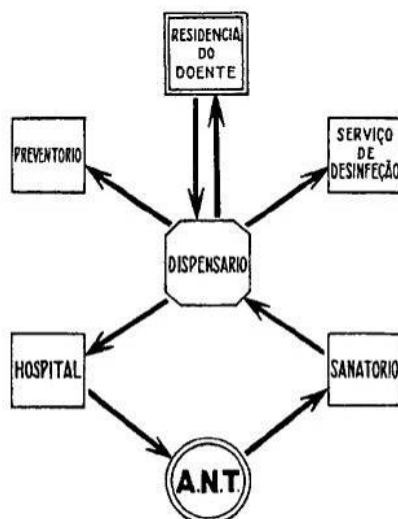 RESIDENCIA
DO
DOENTE
PREVENTORIO
SERVIÇO
DE
DESINFEÇÃO
DISPENSARIO
HOSPITAL
SANATORIO
A.N.T.